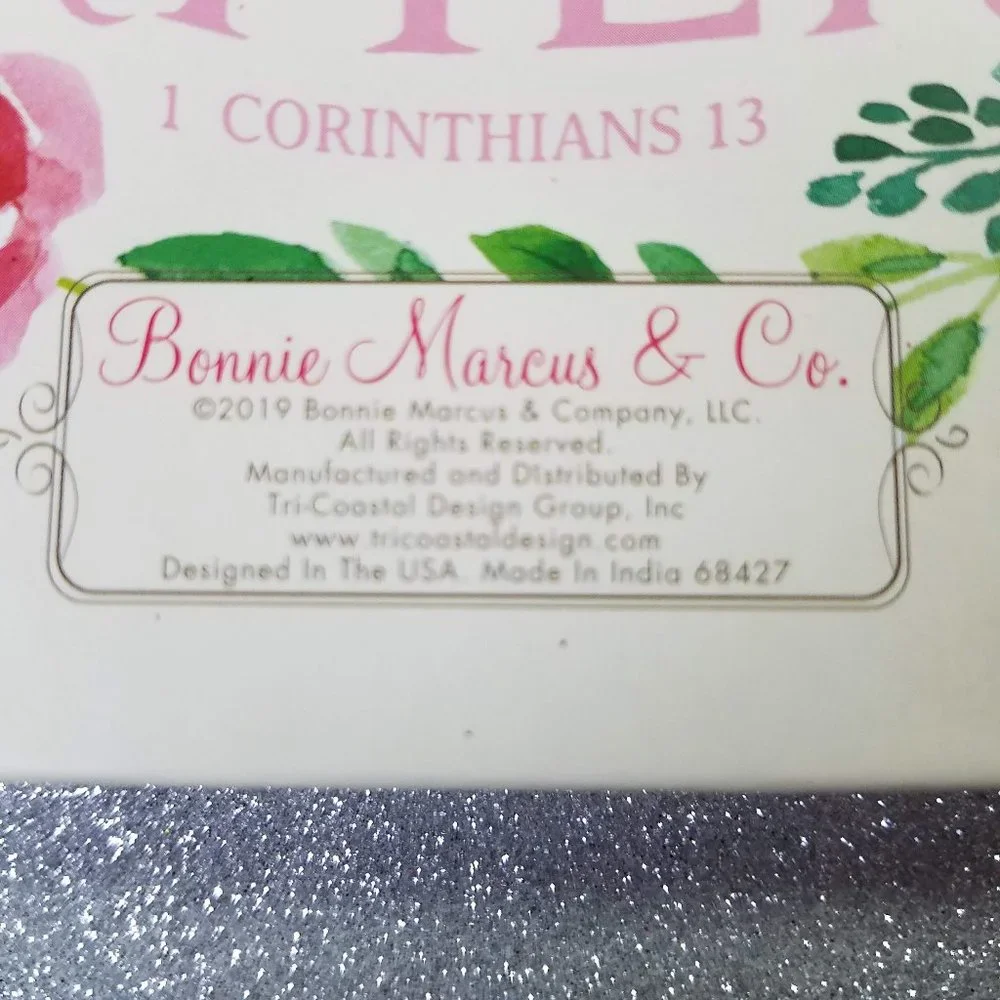 1 CORINTHIANS 13
Bonnie Marcus & Co.
©2019 Bonnie Marcus & Company, LLC.
All Rights Reserved.
Manufactured and Distributed By
Tri-Coastal Design Group, Inc
www.tricoastaldesign.com
Designed In The USA. Made In India 68427